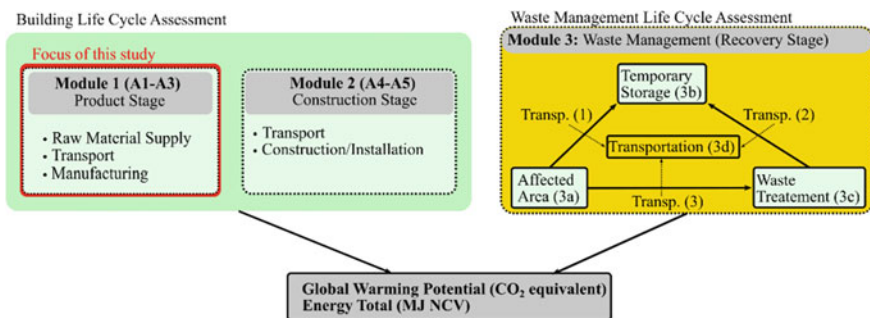 Building Life Cycle Assessment
Focus of this study
Module 1 (A1-A3)
Product Stage
• Raw Material Supply
• Transport
• Manufacturing
Module 2 (A4-A5)
Construction Stage
• Transport
• Construction/Installation
Waste Management Life Cycle Assessment
Module 3: Waste Management (Recovery Stage)
Temporary
Storage (3b)
Transp. (1)
Transp. (2)
Transportation (3d)
Affected
Area (3a)
Waste
Treatement (3c)
Transp. (3)
Global Warming Potential (CO₂ equivalent)
Energy Total (MJ NCV)